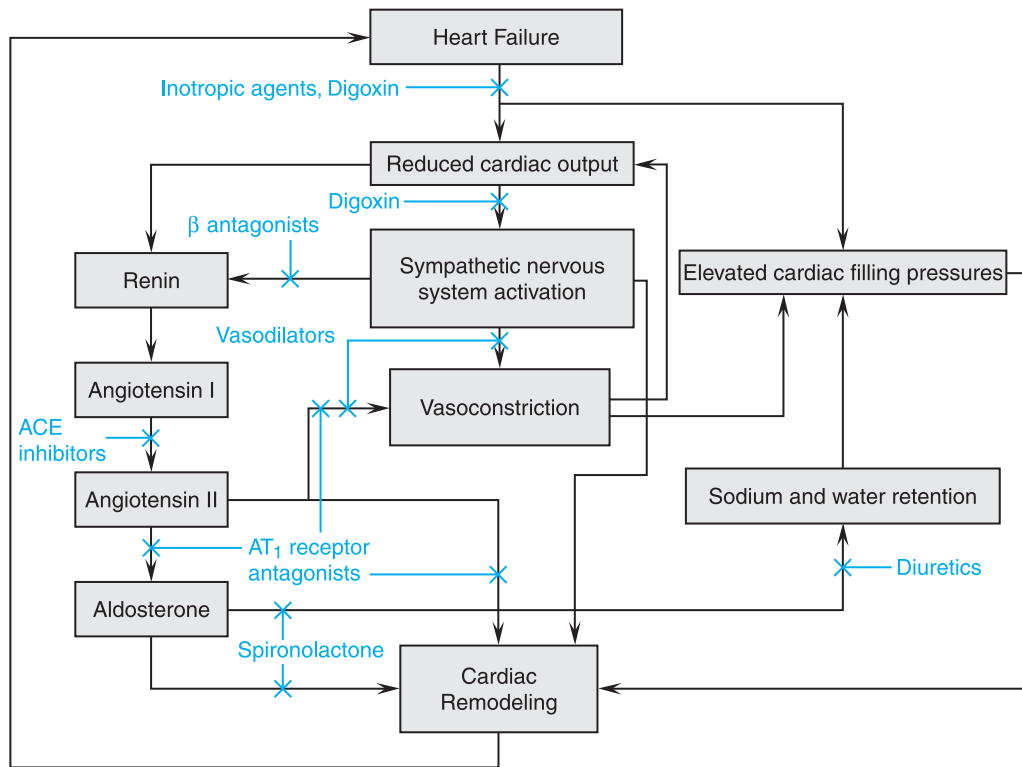 Heart Failure
Inotropic agents, Digoxin
Reduced cardiac output
Digoxin
β antagonists
Sympathetic nervous
system activation
Renin
Elevated cardiac filling pressures
Vasodilators
Angiotensin I
Vasoconstriction
ACE
inhibitors
Angiotensin II
Sodium and water retention
AT₁ receptor
antagonists
Diuretics
Aldosterone
Spironolactone
Cardiac
Remodeling